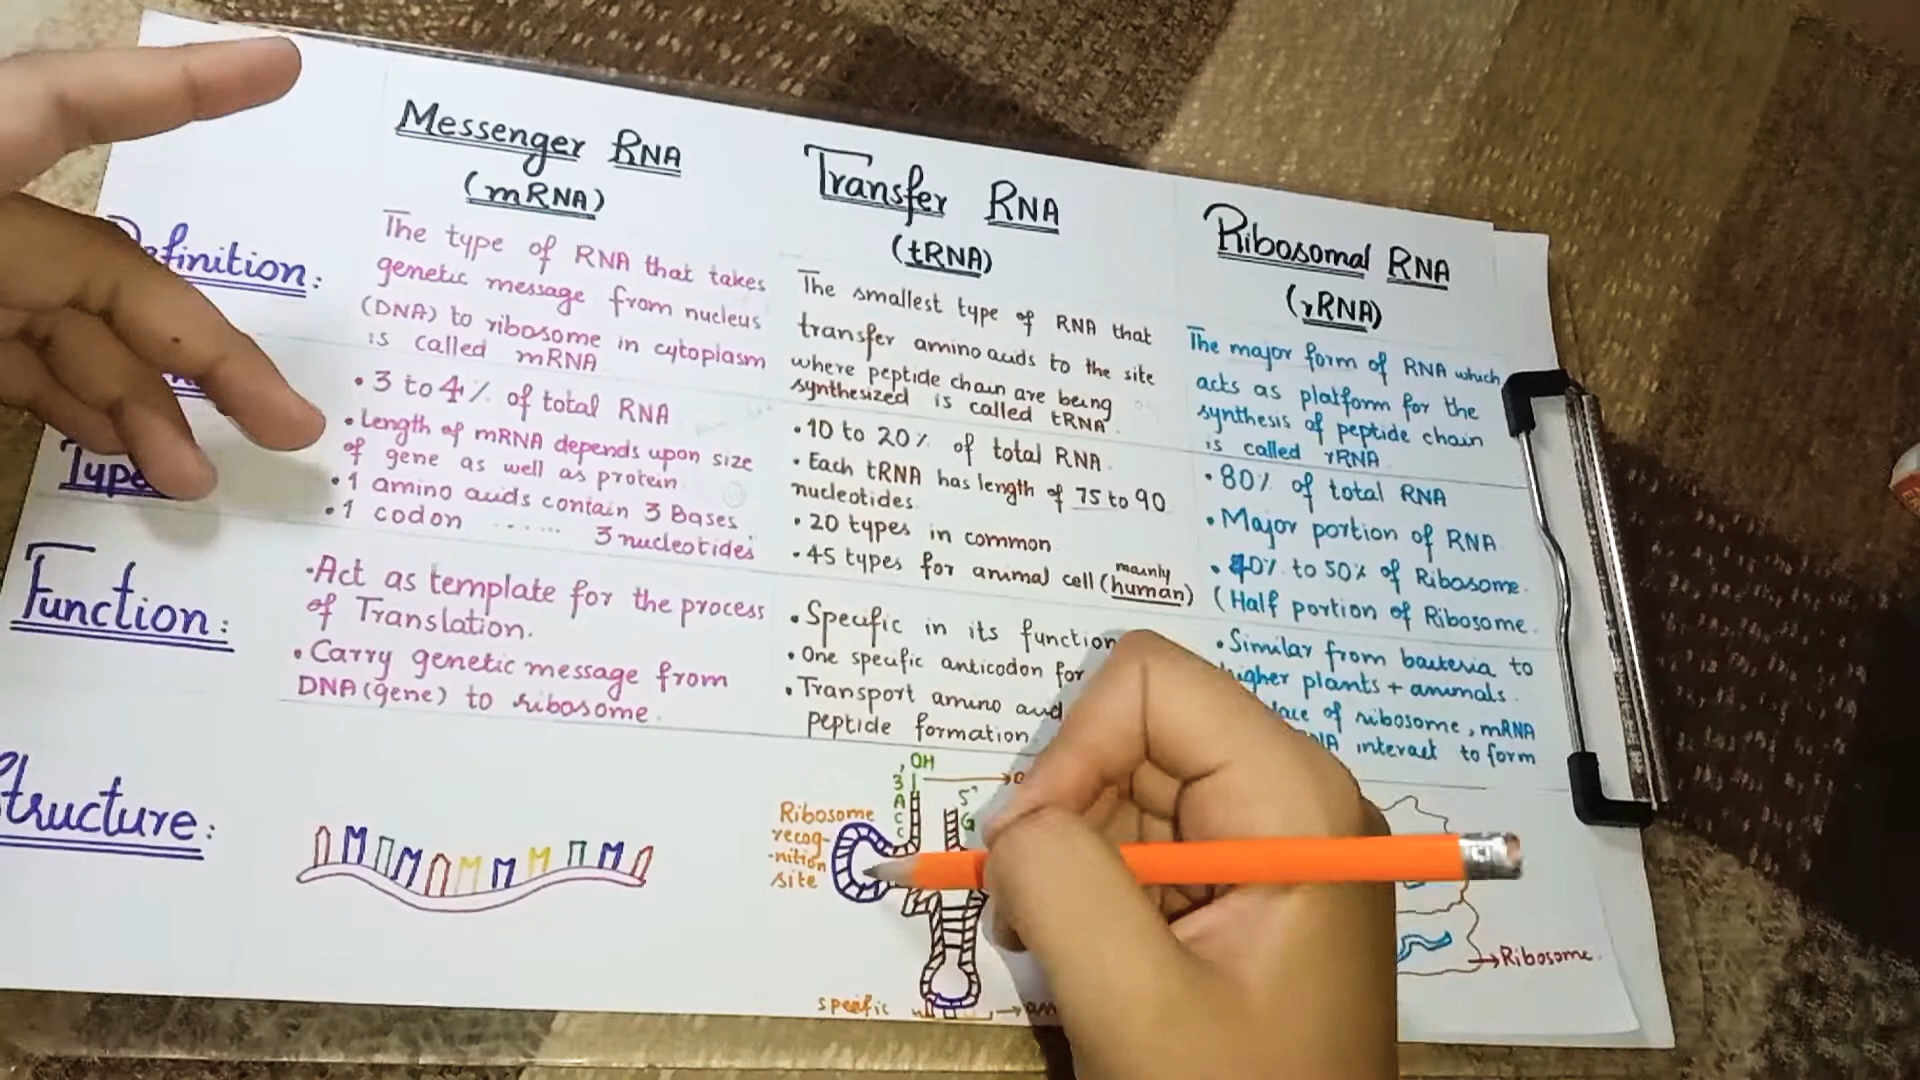 Messenger RNA
(mRNA)
Transfer RNA
(tRNA)
Ribosomal RNA
(rRNA)
Definition:
The type of RNA that takes
genetic message from nucleus
(DNA) to ribosome in cytoplasm
is called mRNA
The smallest type of RNA that
transfer amino acids to the site
where peptide chain are being
synthesized is called tRNA.
The major form of RNA which
acts as platform for the
synthesis of peptide chain
is called rRNA
Type
• 3 to 4% of total RNA
• Length of mRNA depends upon size
of gene as well as protein.
• 1 amino acids contain 3 Bases.
• 1 codon ...... 3 nucleotides
• 10 to 20% of total RNA.
• Each tRNA has length of 75 to 90
nucleotides.
• 20 types in common
• 45 types for animal cell (mainly human)
• 80% of total RNA
• Major portion of RNA
• 40% to 50% of Ribosome.
(Half portion of Ribosome.
Function:
• Act as template for the process
of Translation.
• Carry genetic message from
DNA (gene) to ribosome.
• Specific in its function
• One specific anticodon for
• Transport amino acid
peptide formation
• Similar from bacteria to
higher plants + animals.
of ribosome, mRNA
interact to form
Structure:
OH
3'
A
C
C
5'
G
Ribosome
recog-
-nition
site
specific
Ribosome